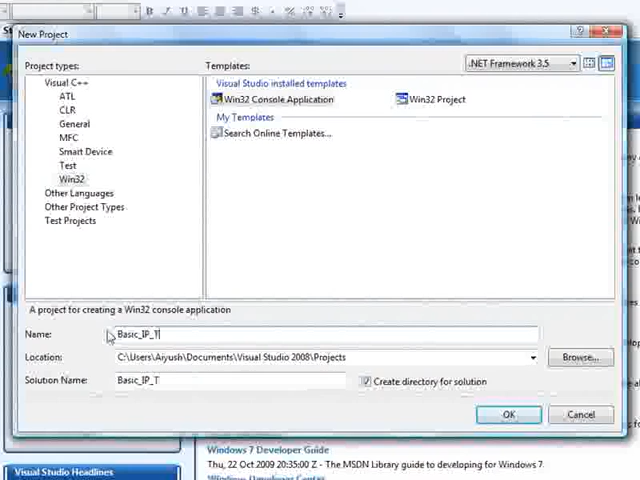 New Project
Project types:
Templates:
.NET Framework 3.5
Visual C++
ATL
CLR
General
MFC
Smart Device
Test
Win32
Other Languages
Other Project Types
Test Projects
Visual Studio installed templates
Win32 Console Application
Win32 Project
My Templates
Search Online Templates...
A project for creating a Win32 console application
Name:
Basic_IP_T
Location:
C:\Users\Aiyush\Documents\Visual Studio 2008\Projects
Browse...
Solution Name:
Basic_IP_T
Create directory for solution
OK
Cancel
Windows 7 Developer Guide
Thu, 22 Oct 2009 20:35:00 Z - The MSDN Library guide to developing for Windows 7
Visual Studio Headlines